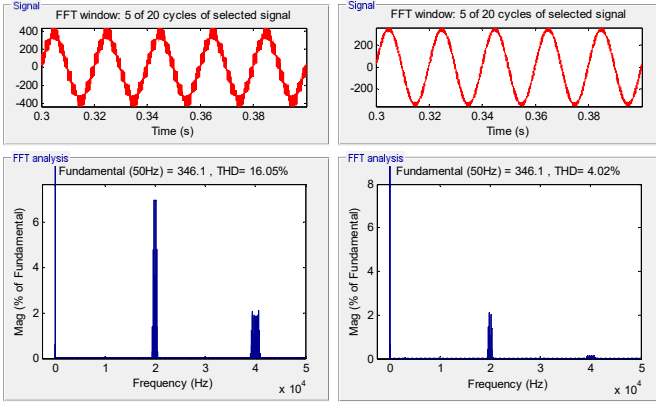 Signal
FFT window: 5 of 20 cycles of selected signal
400
200
0
-200
-400
0.3
0.32
0.34
0.36
0.38
Time (s)
Signal
FFT window: 5 of 20 cycles of selected signal
200
0
-200
0.3
0.32
0.34
0.36
0.38
Time (s)
FFT analysis
Fundamental (50Hz) = 346.1 , THD= 16.05%
Mag (% of Fundamental)
6
4
2
0
0
1
2
3
4
5
Frequency (Hz)
x 10^4
FFT analysis
Fundamental (50Hz) = 346.1 , THD= 4.02%
Mag (% of Fundamental)
8
6
4
2
0
0
1
2
3
4
5
Frequency (Hz)
x 10^4